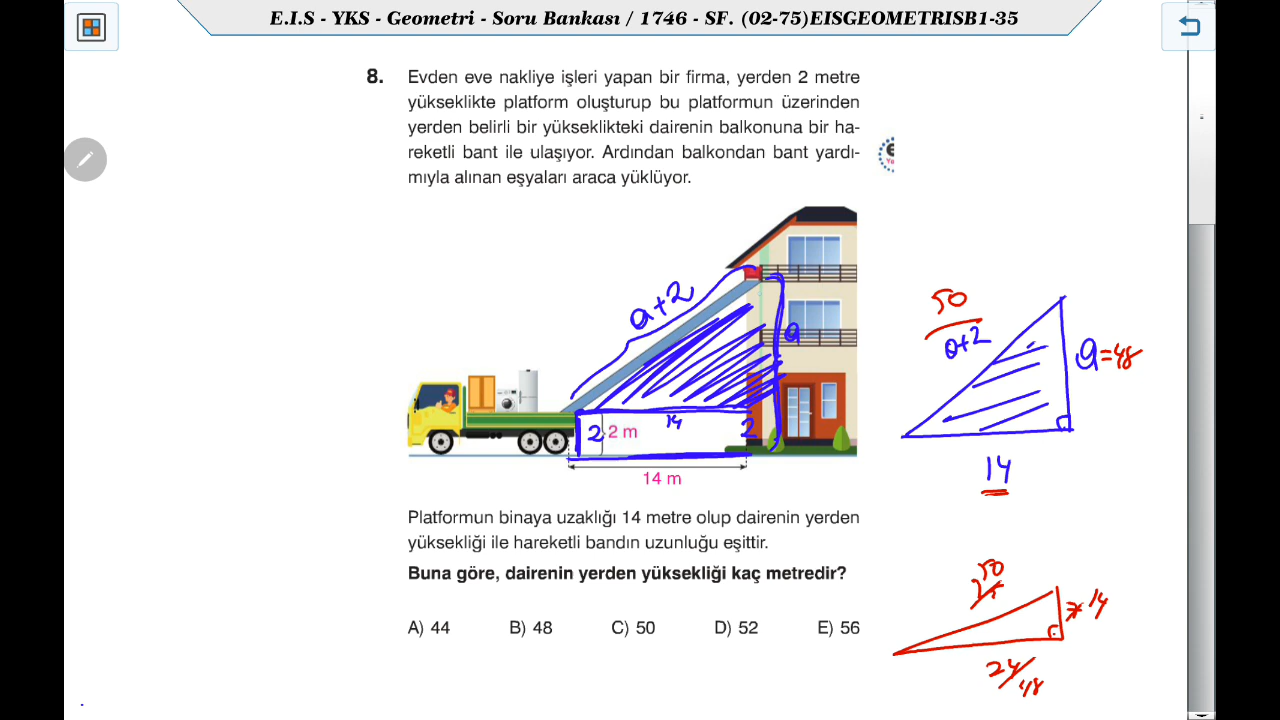 E.I.S - YKS - Geometri - Soru Bankası / 1746 - SF. (02-75)EISGEOMETRISB1-35
8. Evden eve nakliye işleri yapan bir firma, yerden 2 metre
yükseklikte platform oluşturup bu platformun üzerinden
yerden belirli bir yükseklikteki dairenin balkonuna bir ha-
reketli bant ile ulaşıyor. Ardından balkondan bant yardı-
mıyla alınan eşyaları araca yüklüyor.
a+2
a
14
2
2 m
2
14 m
50
a+2
a=48
14
Platformun binaya uzaklığı 14 metre olup dairenin yerden
yüksekliği ile hareketli bandın uzunluğu eşittir.
Buna göre, dairenin yerden yüksekliği kaç metredir?
A) 44 B) 48 C) 50 D) 52 E) 56
50
25
7 14
24
48